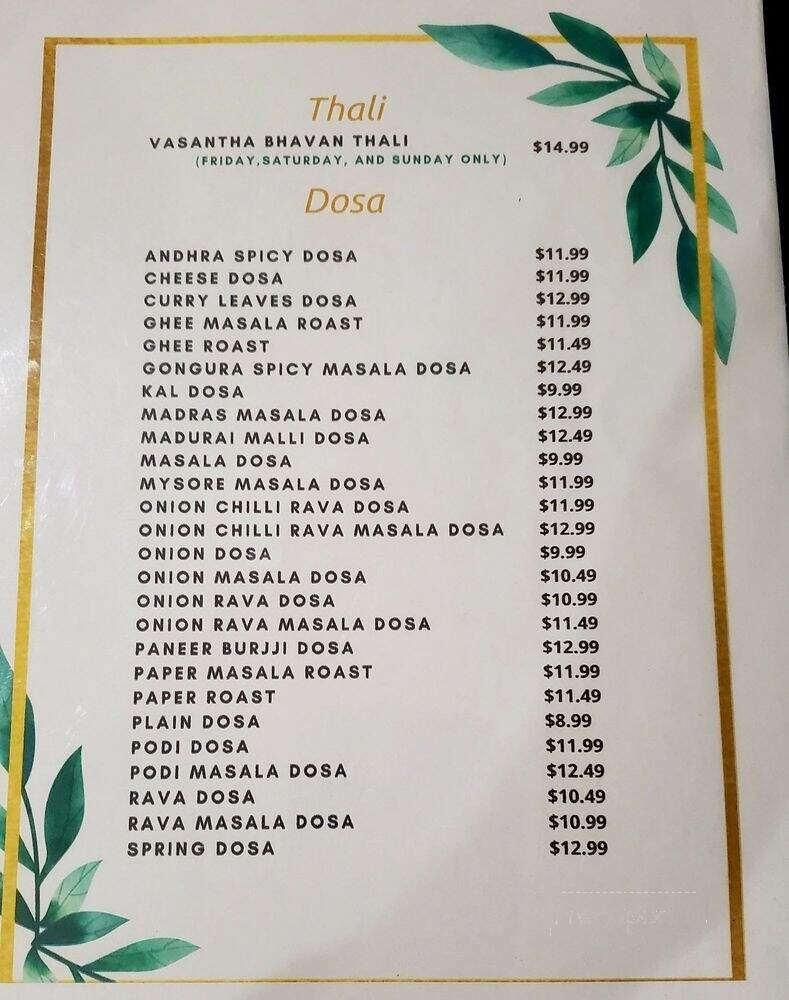 Thali
VASANTHA BHAVAN THALI $14.99
(FRIDAY,SATURDAY, AND SUNDAY ONLY)
Dosa
ANDHRA SPICY DOSA $11.99
CHEESE DOSA $11.99
CURRY LEAVES DOSA $12.99
GHEE MASALA ROAST $11.99
GHEE ROAST $11.49
GONGURA SPICY MASALA DOSA $12.49
KAL DOSA $9.99
MADRAS MASALA DOSA $12.99
MADURAI MALLI DOSA $12.49
MASALA DOSA $9.99
MYSORE MASALA DOSA $11.99
ONION CHILLI RAVA DOSA $11.99
ONION CHILLI RAVA MASALA DOSA $12.99
ONION DOSA $9.99
ONION MASALA DOSA $10.49
ONION RAVA DOSA $10.99
ONION RAVA MASALA DOSA $11.49
PANEER BURJJI DOSA $12.99
PAPER MASALA ROAST $11.99
PAPER ROAST $11.49
PLAIN DOSA $8.99
PODI DOSA $11.99
PODI MASALA DOSA $12.49
RAVA DOSA $10.49
RAVA MASALA DOSA $10.99
SPRING DOSA $12.99